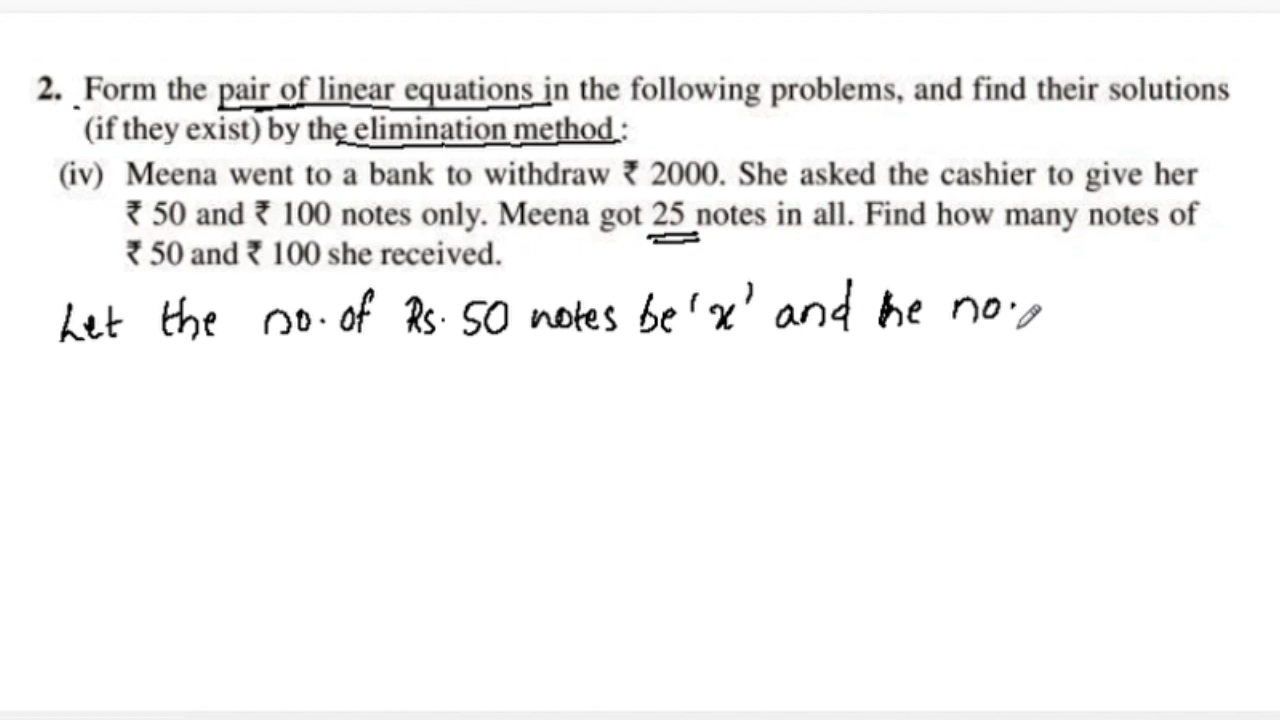 2. Form the pair of linear equations in the following problems, and find their solutions
(if they exist) by the elimination method :
(iv) Meena went to a bank to withdraw ₹ 2000. She asked the cashier to give her
₹ 50 and ₹ 100 notes only. Meena got 25 notes in all. Find how many notes of
₹ 50 and ₹ 100 she received.
Let the no. of Rs. 50 notes be 'x' and he no.